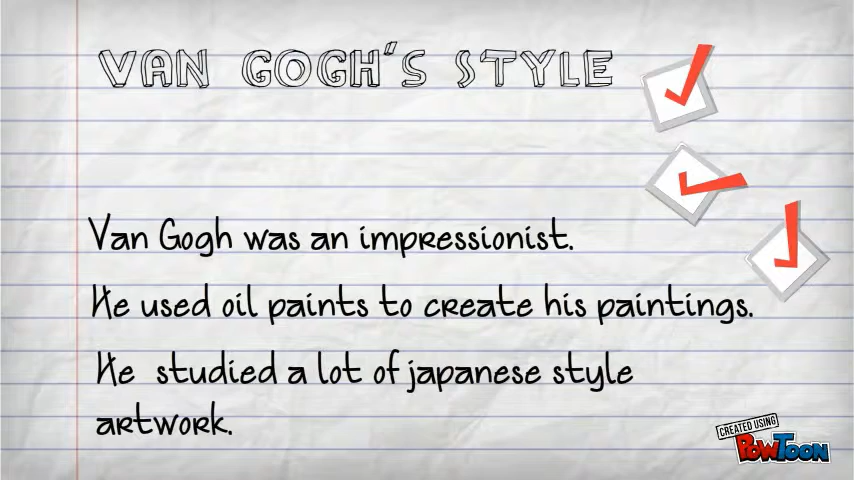 VAN GOGH'S STYLE
Van Gogh was an impressionist.
He used oil paints to create his paintings.
He studied a lot of japanese style
artwork.
CREATED USING
POWTOON